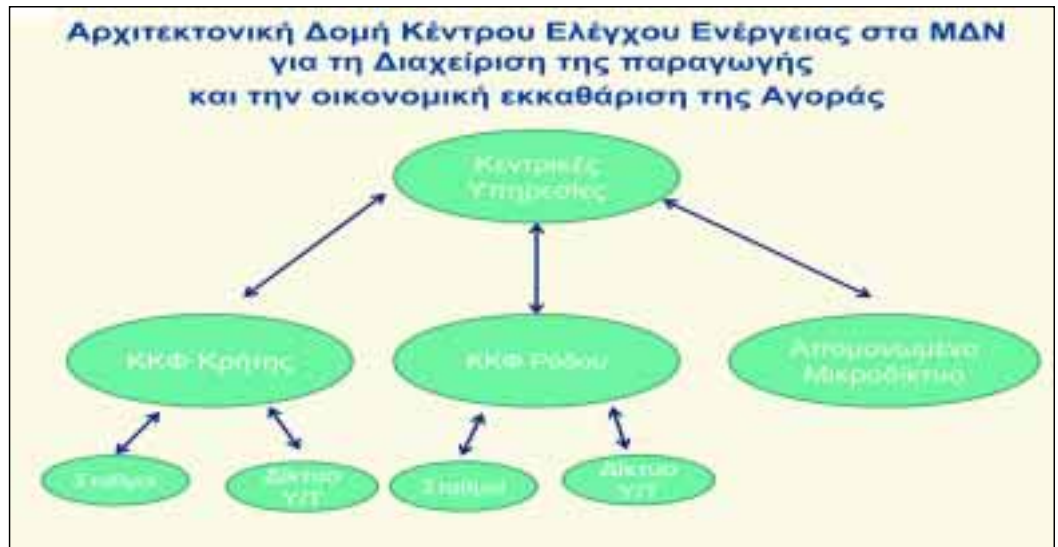 Αρχιτεκτονική Δομή Κέντρου Ελέγχου Ενέργειας στα ΜΔΝ
για τη Διαχείριση της παραγωγής
και την οικονομική εκκαθάριση της Αγοράς
Κεντρικές
Υπηρεσίες
ΚΚΦ Κρήτης
ΚΚΦ Ρόδου
Απομονωμένο
Μικροδίκτυο
Σταθμοί
Δίκτυο
Υ/Τ
Σταθμοί
Δίκτυο
Υ/Τ